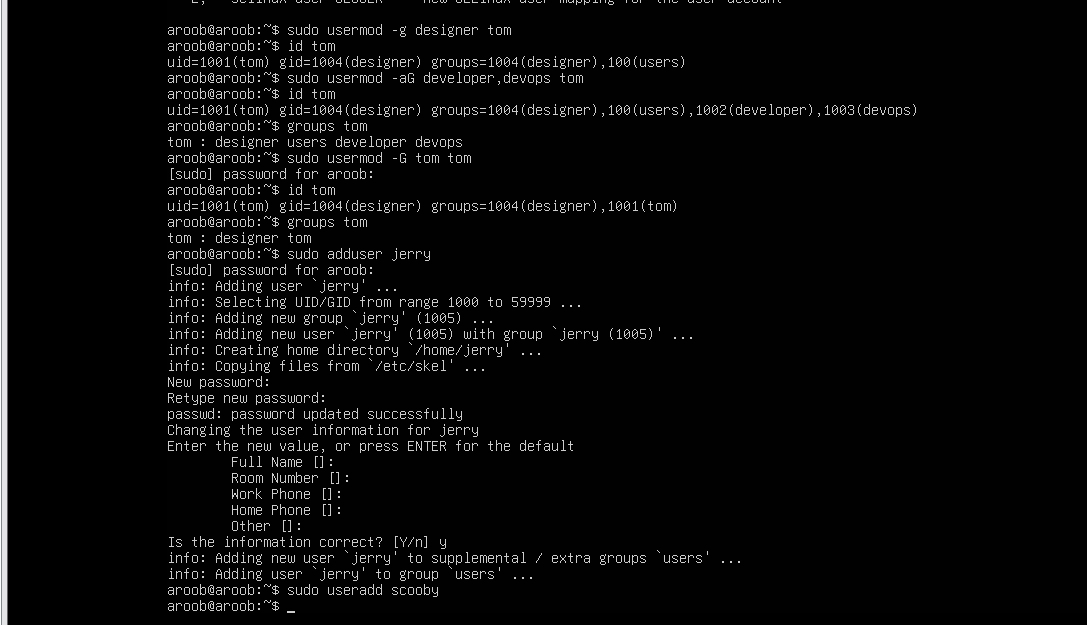 aroob@aroob:~$ sudo usermod -g designer tom
aroob@aroob:~$ id tom
uid=1001(tom) gid=1004(designer) groups=1004(designer),100(users)
aroob@aroob:~$ sudo usermod -aG developer,devops tom
aroob@aroob:~$ id tom
uid=1001(tom) gid=1004(designer) groups=1004(designer),100(users),1002(developer),1003(devops)
aroob@aroob:~$ groups tom
tom : designer users developer devops
aroob@aroob:~$ sudo usermod -G tom tom
[sudo] password for aroob:
aroob@aroob:~$ id tom
uid=1001(tom) gid=1004(designer) groups=1004(designer),1001(tom)
aroob@aroob:~$ groups tom
tom : designer tom
aroob@aroob:~$ sudo adduser jerry
[sudo] password for aroob:
info: Adding user `jerry' ...
info: Selecting UID/GID from range 1000 to 59999 ...
info: Adding new group `jerry' (1005) ...
info: Adding new user `jerry' (1005) with group `jerry (1005)' ...
info: Creating home directory `/home/jerry' ...
info: Copying files from `/etc/skel' ...
New password:
Retype new password:
passwd: password updated successfully
Changing the user information for jerry
Enter the new value, or press ENTER for the default
Full Name []:
Room Number []:
Work Phone []:
Home Phone []:
Other []:
Is the information correct? [Y/n] y
info: Adding new user `jerry' to supplemental / extra groups `users' ...
info: Adding user `jerry' to group `users' ...
aroob@aroob:~$ sudo useradd scooby
aroob@aroob:~$ _